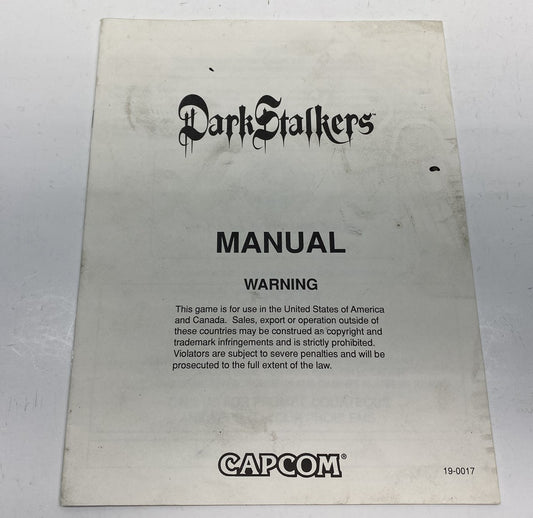 DarkStalkers™
MANUAL
WARNING
This game is for use in the United States of America
and Canada. Sales, export or operation outside of
these countries may be construed as copyright and
trademark infringements and is strictly prohibited.
Violators are subject to severe penalties and will be
prosecuted to the full extent of the law.
CAPCOM®
19-0017